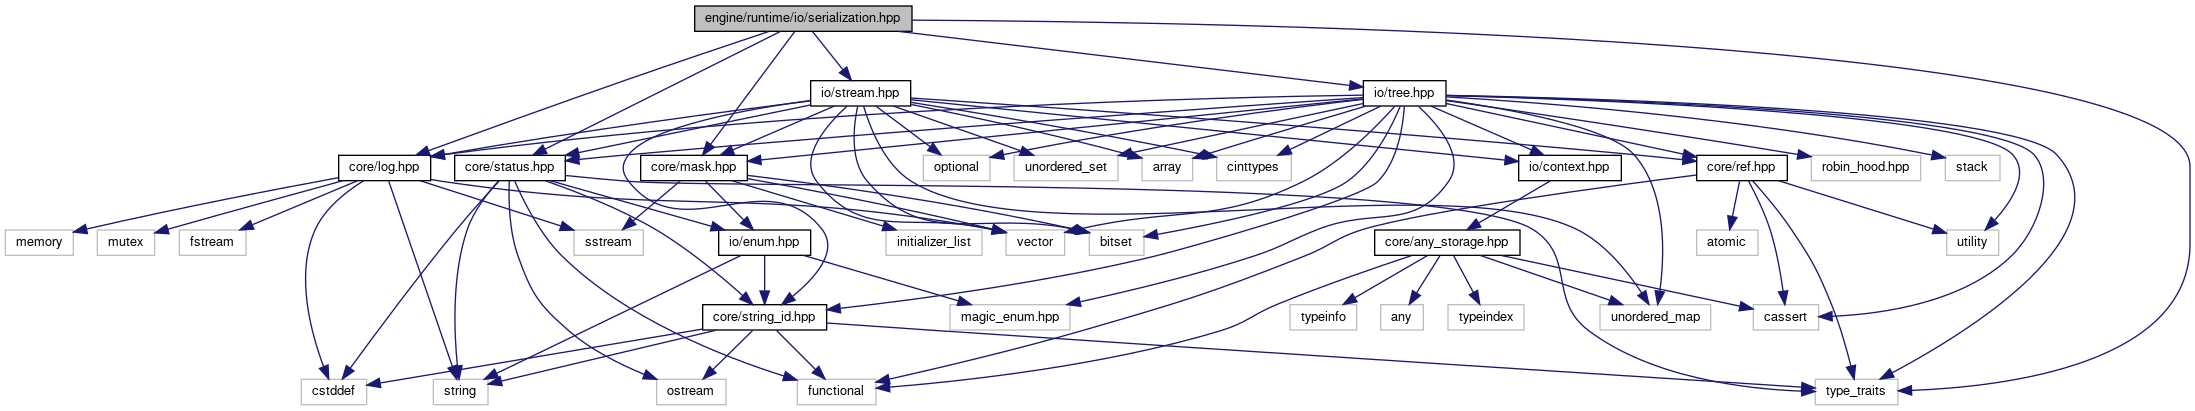 engine/runtime/io/serialization.hpp
io/stream.hpp
io/tree.hpp
core/log.hpp
core/status.hpp
core/mask.hpp
optional
unordered_set
array
cinttypes
io/context.hpp
core/ref.hpp
robin_hood.hpp
stack
memory
mutex
fstream
sstream
io/enum.hpp
initializer_list
vector
bitset
core/any_storage.hpp
atomic
utility
core/string_id.hpp
magic_enum.hpp
typeinfo
any
typeindex
unordered_map
cassert
cstddef
string
ostream
functional
type_traits